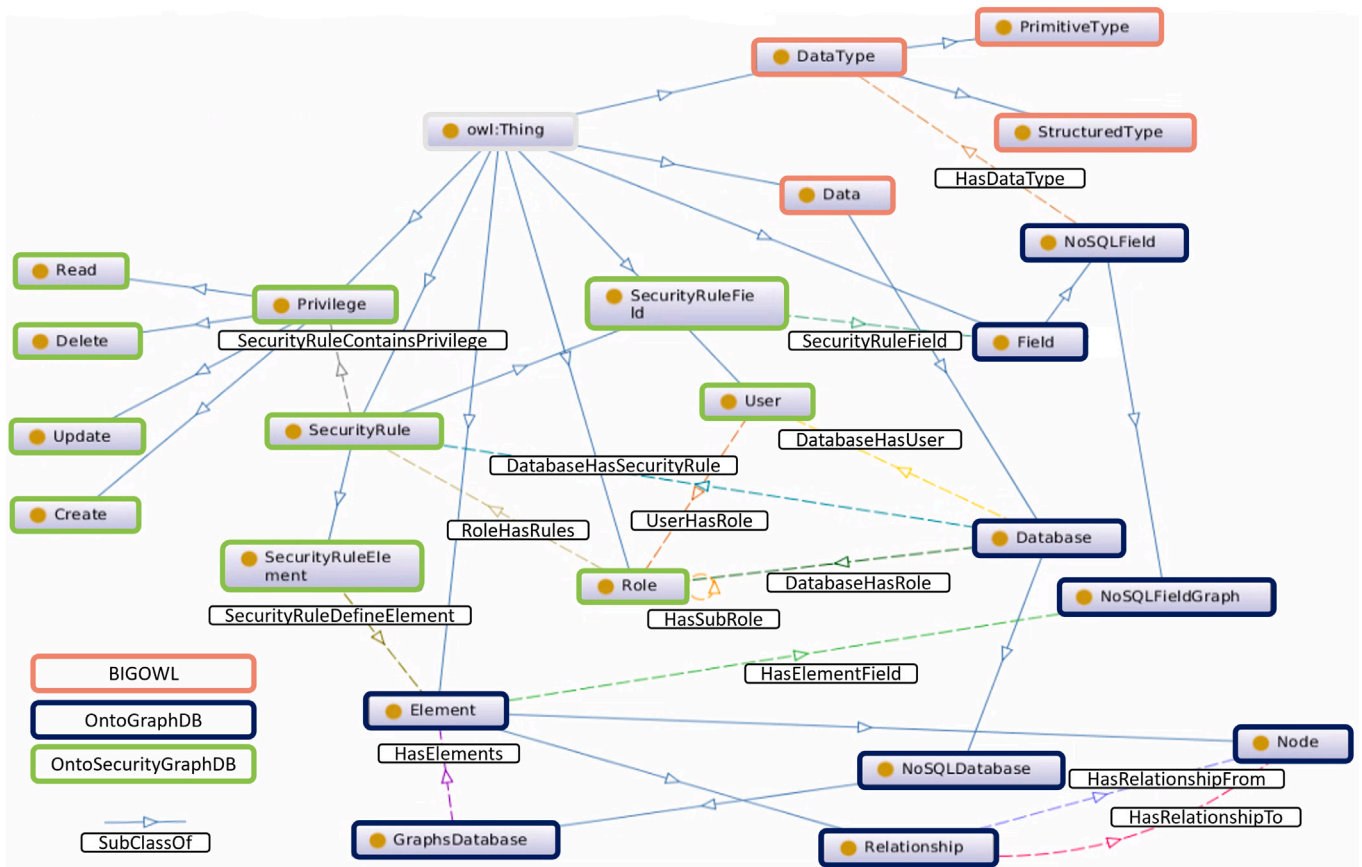 PrimitiveType
DataType
owl:Thing
StructuredType
HasDataType
Data
NoSQLField
Read
Privilege
SecurityRuleFie
ld
Delete
SecurityRuleContainsPrivilege
SecurityRuleField
Field
User
Update
SecurityRule
DatabaseHasUser
DatabaseHasSecurityRule
Create
RoleHasRules
UserHasRole
Database
SecurityRuleEle
ment
Role
DatabaseHasRole
NoSQLFieldGraph
SecurityRuleDefineElement
HasSubRole
BIGOWL
HasElementField
Element
OntoGraphDB
HasElements
Node
OntoSecurityGraphDB
NoSQLDatabase
HasRelationshipFrom
HasRelationshipTo
SubClassOf
GraphsDatabase
Relationship